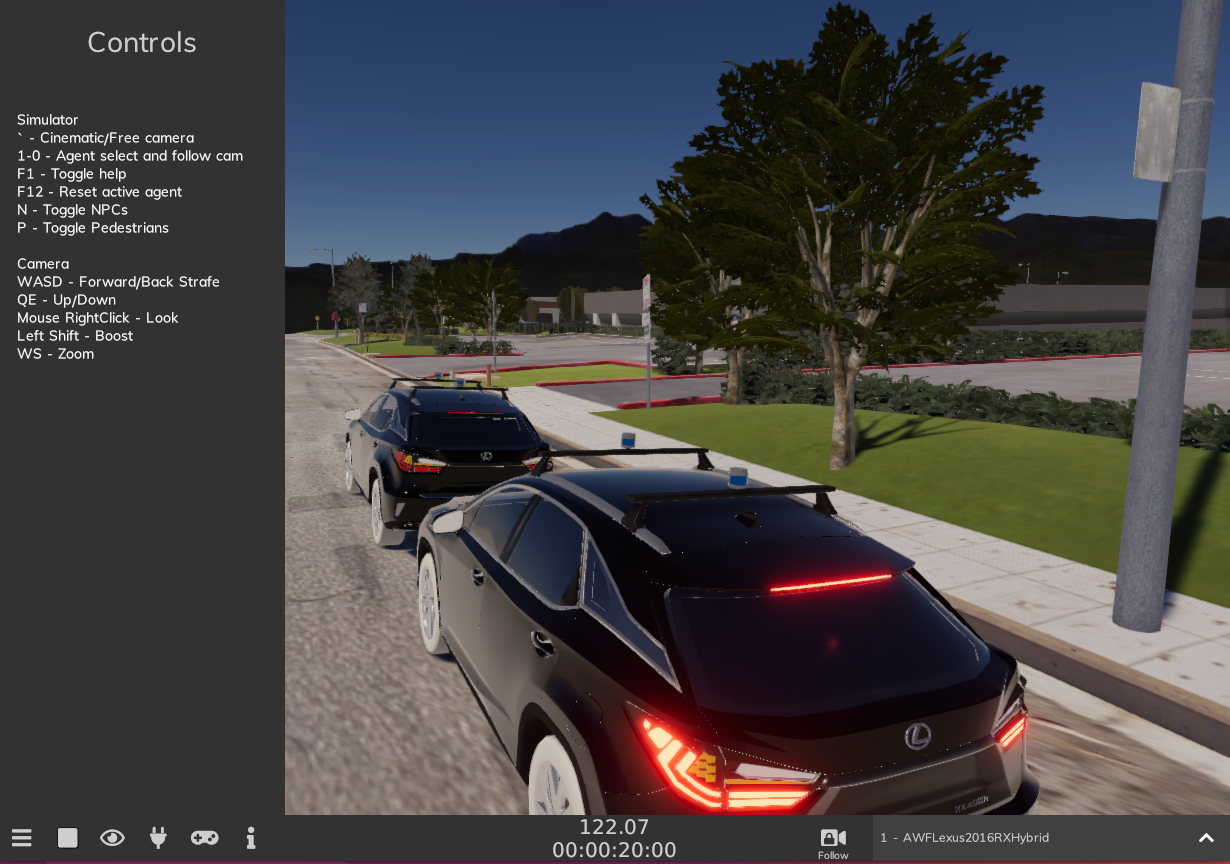 Controls
Simulator
` - Cinematic/Free camera
1-0 - Agent select and follow cam
F1 - Toggle help
F12 - Reset active agent
N - Toggle NPCs
P - Toggle Pedestrians
Camera
WASD - Forward/Back Strafe
QE - Up/Down
Mouse RightClick - Look
Left Shift - Boost
WS - Zoom
122.07
00:00:20:00
Follow
1 - AWFLexus2016RXHybrid